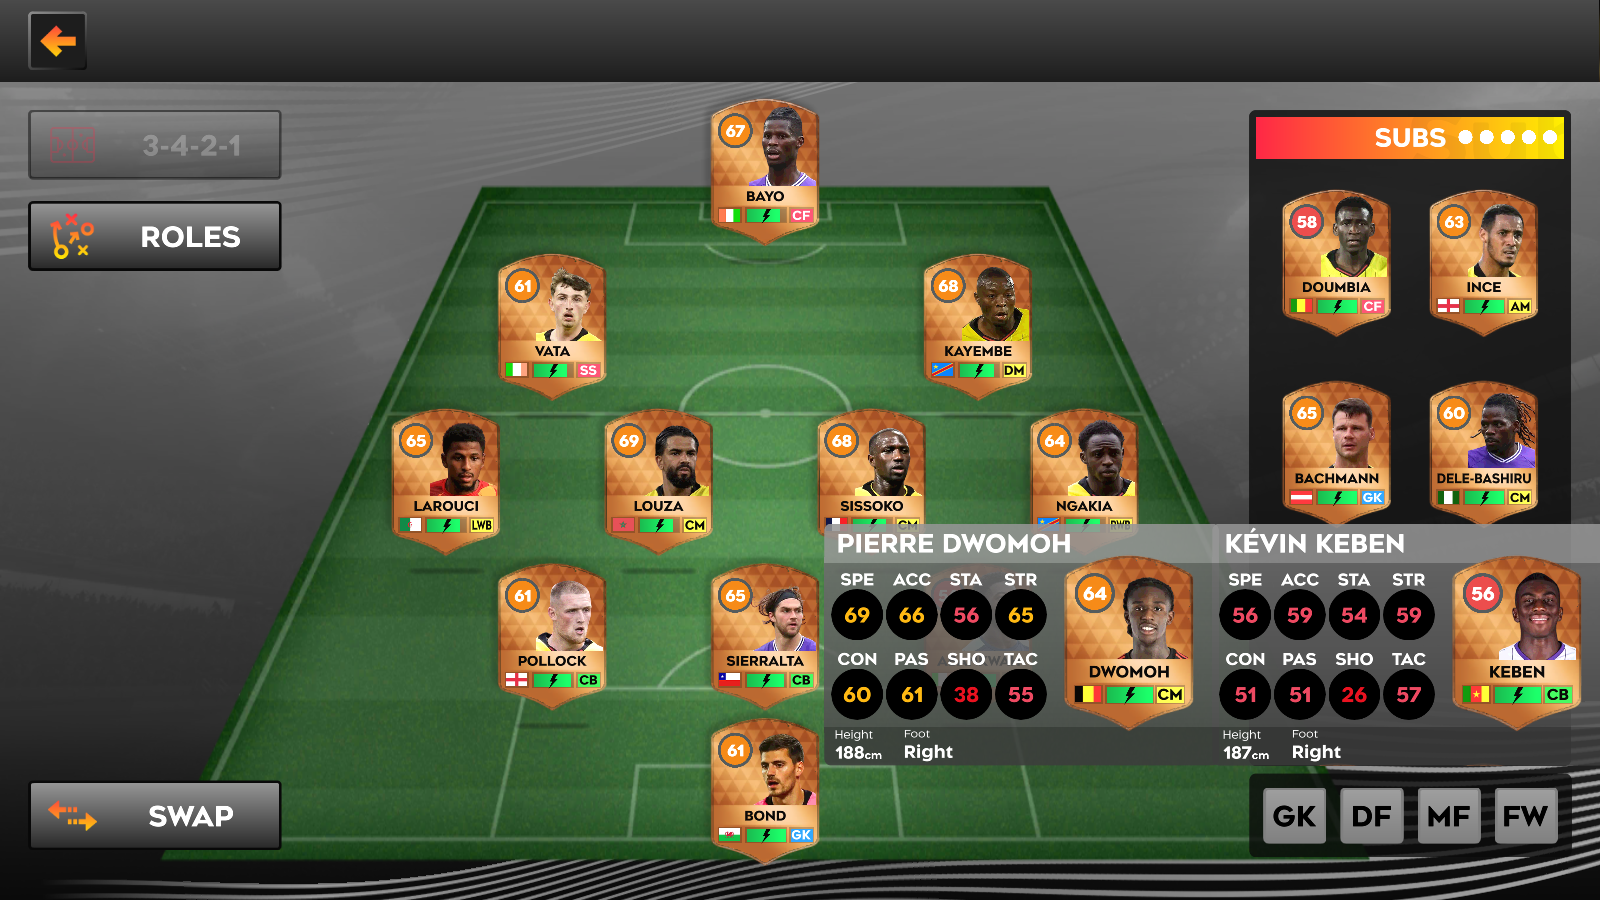 3-4-2-1
ROLES
67
BAYO
CF
61
VATA
SS
68
KAYEMBE
DM
65
LAROUCI
LWB
69
LOUZA
CM
68
SISSOKO
CM
64
NGAKIA
RWB
61
POLLOCK
CB
65
SIERRALTA
CB
61
BOND
GK
SUBS
58
DOUMBIA
CF
63
INCE
AM
65
BACHMANN
GK
60
DELE-BASHIRU
CM
PIERRE DWOMOH
SPE ACC STA STR
69 66 56 65
CON PAS SHO TAC
60 61 38 55
Height Foot
188cm Right
64
DWOMOH
CM
KÉVIN KEBEN
SPE ACC STA STR
56 59 54 59
CON PAS SHO TAC
51 51 26 57
Height Foot
187cm Right
56
KEBEN
CB
SWAP
GK DF MF FW